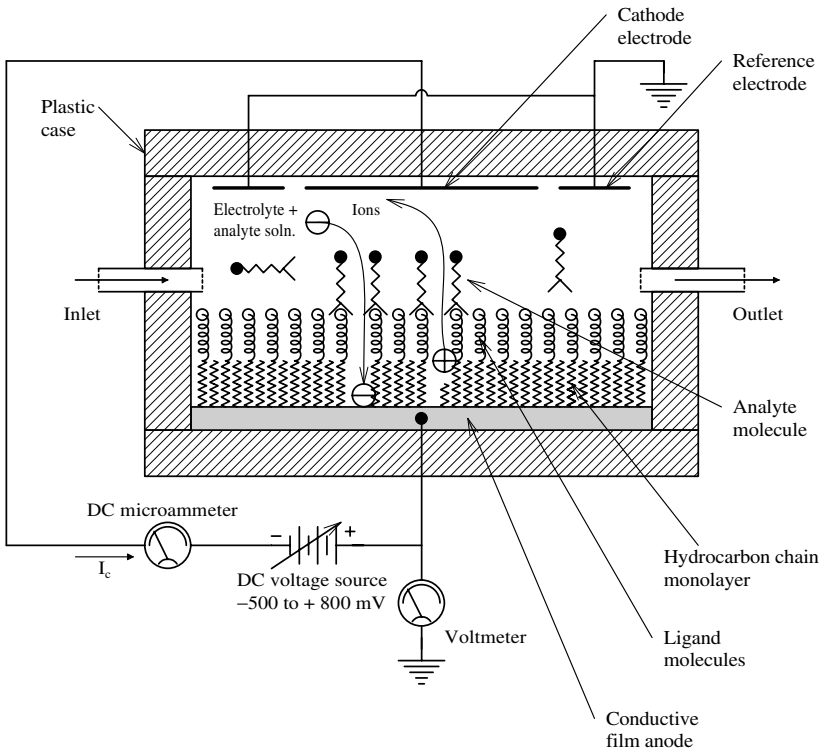 Cathode
electrode
Reference
electrode
Plastic
case
Electrolyte +
analyte soln.
Ions
Inlet
Outlet
Analyte
molecule
DC microammeter
− +
I_c
DC voltage source
−500 to + 800 mV
Voltmeter
Hydrocarbon chain
monolayer
Ligand
molecules
Conductive
film anode